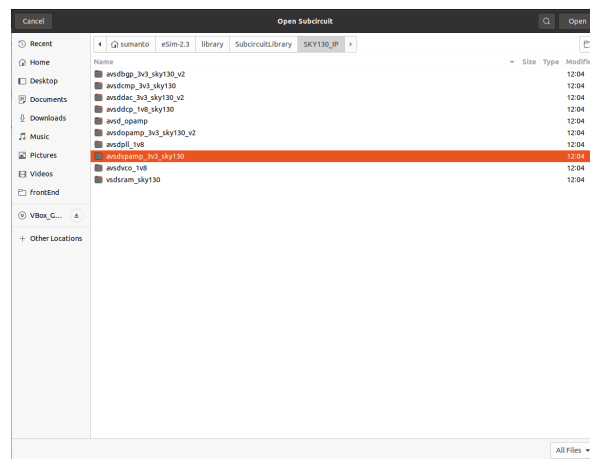 Cancel Open Subcircuit Open
Recent sumanto eSim-2.3 library SubcircuitLibrary SKY130_IP
Home Name Size Type Modifie
avsdbgp_3v3_sky130_v2 12:04
Desktop avsdcmp_3v3_sky130 12:04
avsddac_3v3_sky130_v2 12:04
Documents avsddcp_1v8_sky130 12:04
Downloads avsd_opamp 12:04
avsdopamp_3v3_sky130_v2 12:04
Music avsdpll_1v8 12:04
Pictures avsdspamp_3v3_sky130 12:04
Videos avsdvco_1v8 12:04
vsdsram_sky130 12:04
frontEnd
VBox_G...
+ Other Locations
All Files